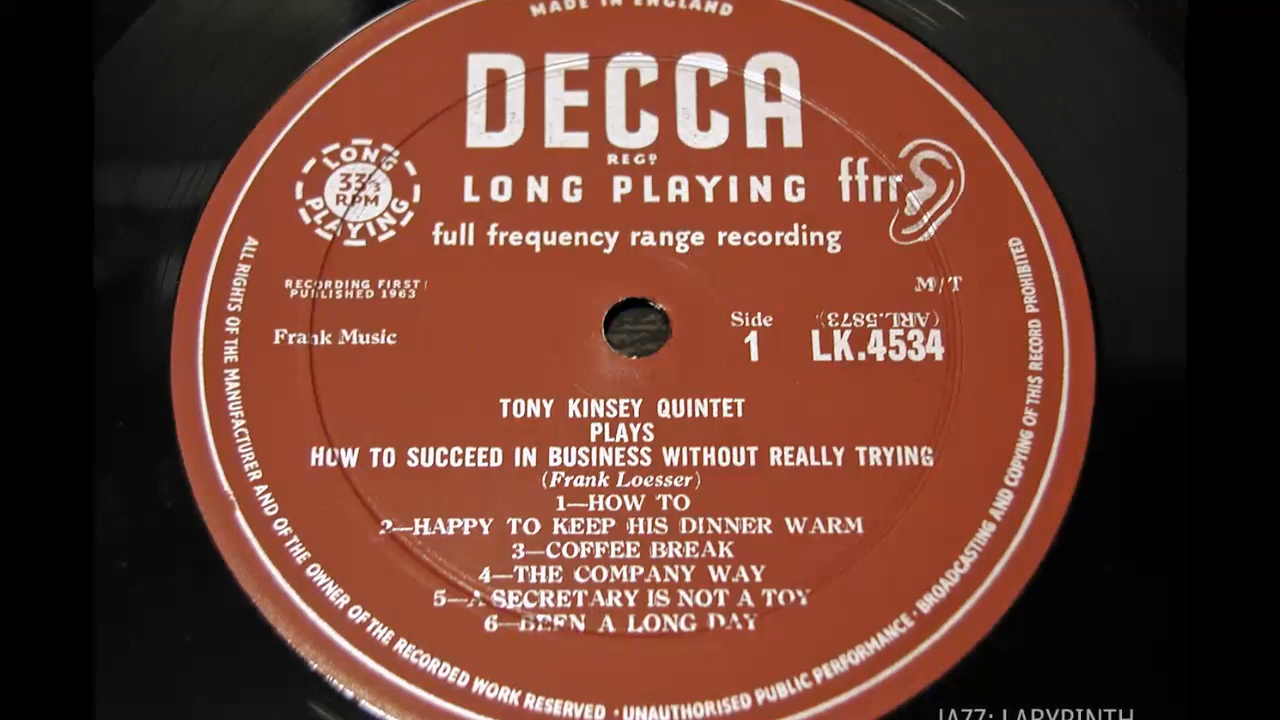 MADE IN ENGLAND
DECCA
REGD
LONG PLAYING
ffrr
LONG
33⅓
RPM
PLAYING
full frequency range recording
RECORDING FIRST
PUBLISHED 1963
M/T
Frank Music
Side
1
(ARL.5873)
LK.4534
TONY KINSEY QUINTET
PLAYS
HOW TO SUCCEED IN BUSINESS WITHOUT REALLY TRYING
(Frank Loesser)
1—HOW TO
2—HAPPY TO KEEP HIS DINNER WARM
3—COFFEE BREAK
4—THE COMPANY WAY
5—A SECRETARY IS NOT A TOY
6—BEEN A LONG DAY
ALL RIGHTS OF THE MANUFACTURER AND OF THE OWNER OF THE RECORDED WORK RESERVED · UNAUTHORISED PUBLIC PERFORMANCE · BROADCASTING AND COPYING OF THIS RECORD PROHIBITED
JAZZ: LABYRINTH